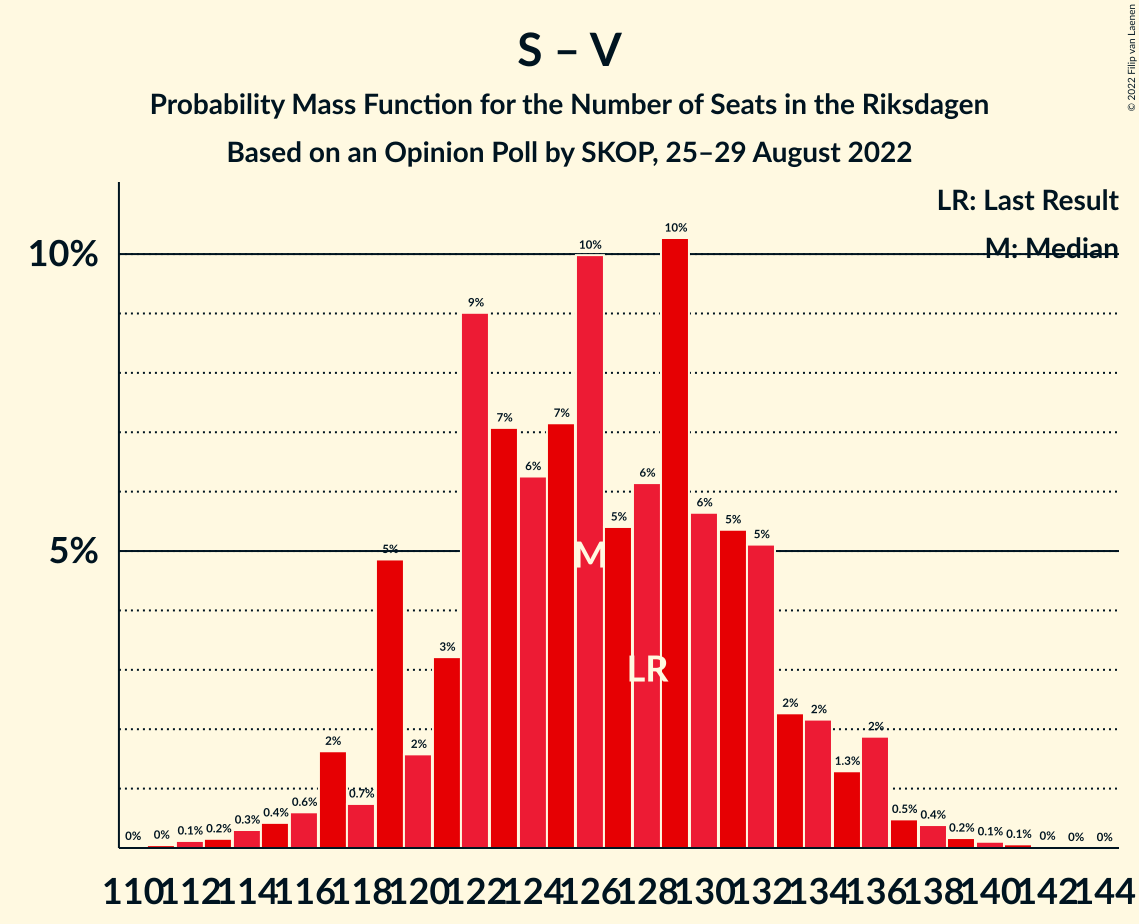 © 2022 Filip van Laenen
S – V
Probability Mass Function for the Number of Seats in the Riksdagen
Based on an Opinion Poll by SKOP, 25–29 August 2022
LR: Last Result
M: Median
10%
5%
0% 0% 0.1% 0.2% 0.3% 0.4% 0.6% 2% 0.7% 5% 2% 3% 9% 7% 6% 7% 10% 5% 6% 10% 6% 5% 5% 2% 2% 1.3% 2% 0.5% 0.4% 0.2% 0.1% 0.1% 0% 0% 0%
M
LR
110 112 114 116 118 120 122 124 126 128 130 132 134 136 138 140 142 144